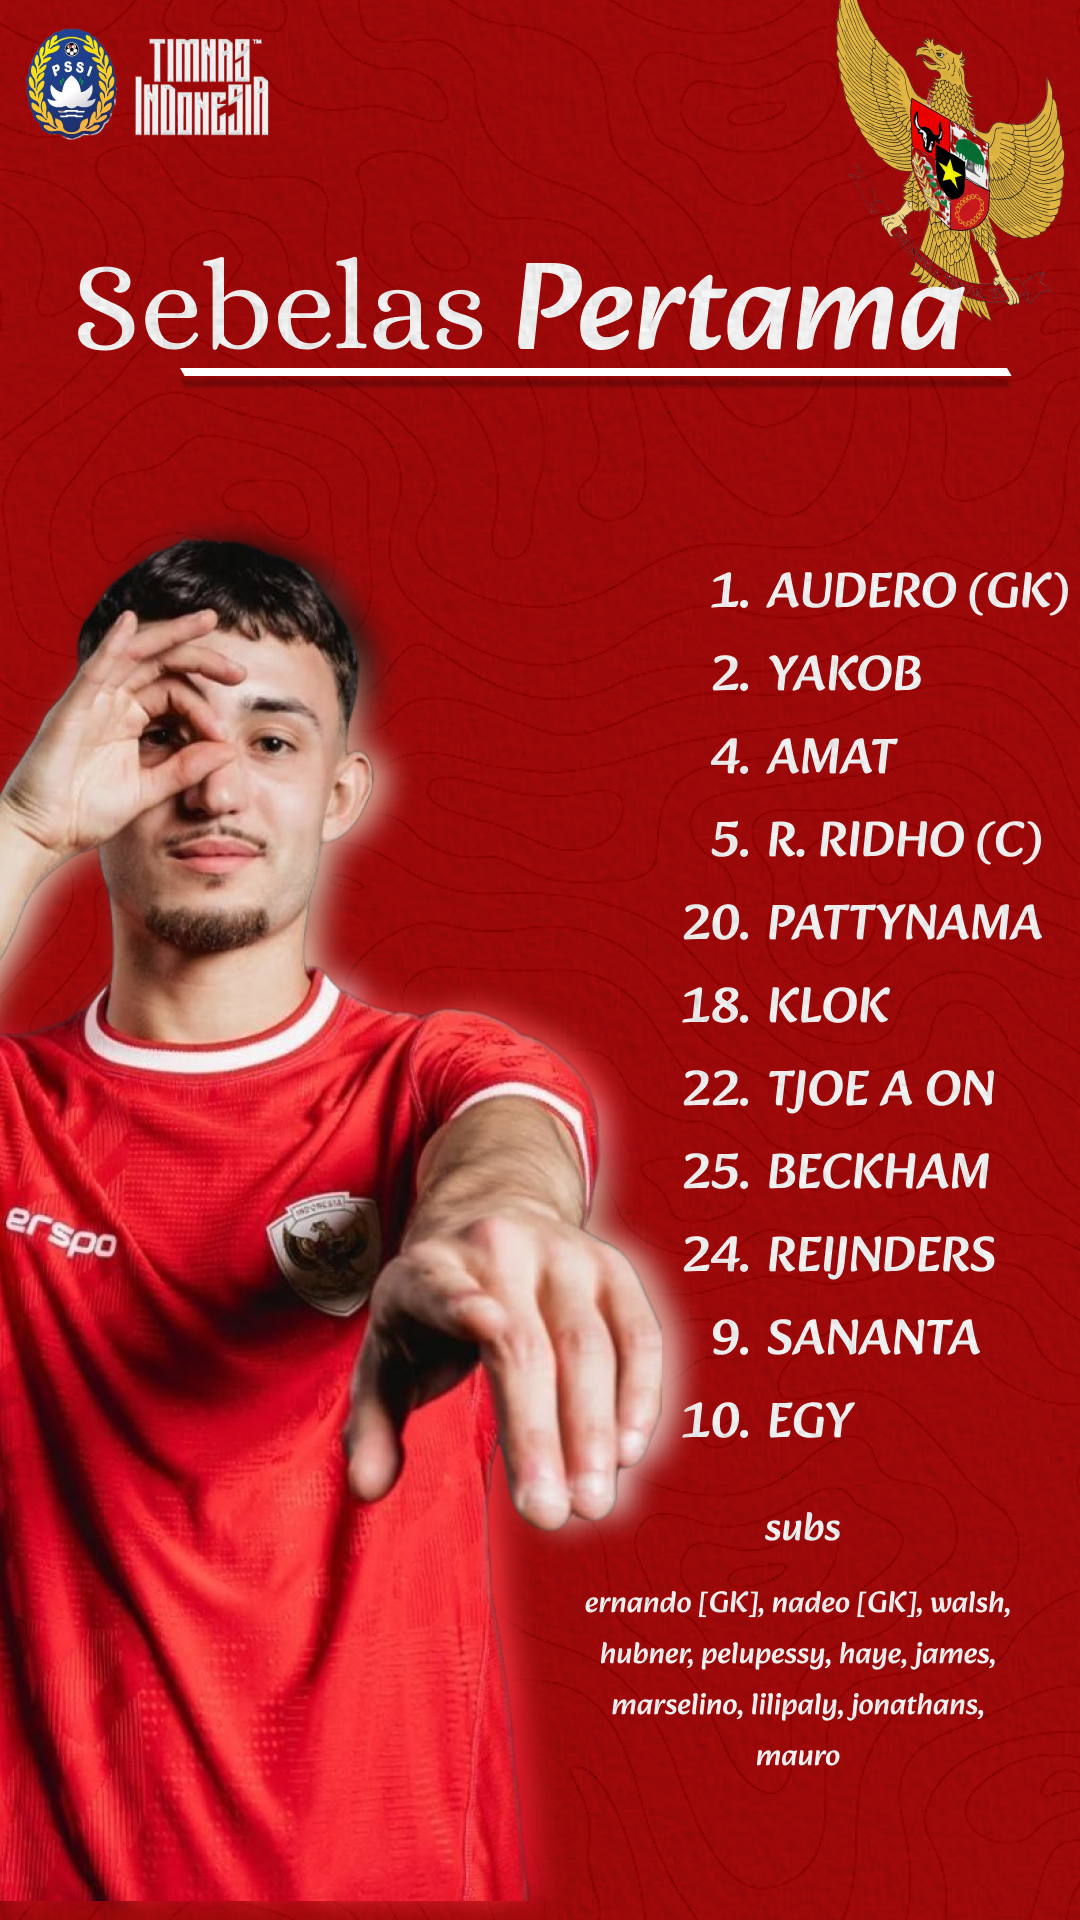 PSSI
TIMNAS™
INDONESIA
Sebelas Pertama
1. AUDERO (GK)
2. YAKOB
4. AMAT
5. R. RIDHO (C)
20. PATTYNAMA
18. KLOK
22. TJOE A ON
25. BECKHAM
24. REIJNDERS
9. SANANTA
10. EGY
erspo
INDONESIA
subs
ernando [GK], nadeo [GK], walsh,
hubner, pelupessy, haye, james,
marselino, lilipaly, jonathans,
mauro